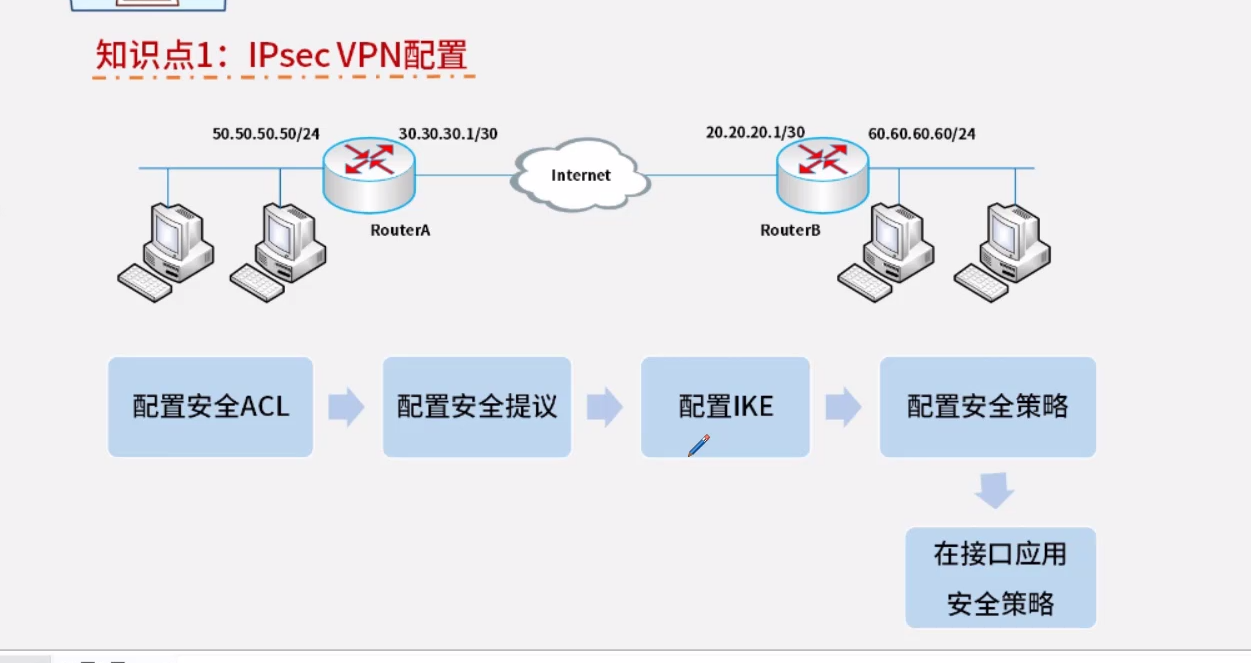 知识点1：IPsec VPN配置
50.50.50.50/24
30.30.30.1/30
20.20.20.1/30
60.60.60.60/24
Internet
RouterA
RouterB
配置安全ACL
配置安全提议
配置IKE
配置安全策略
在接口应用
安全策略